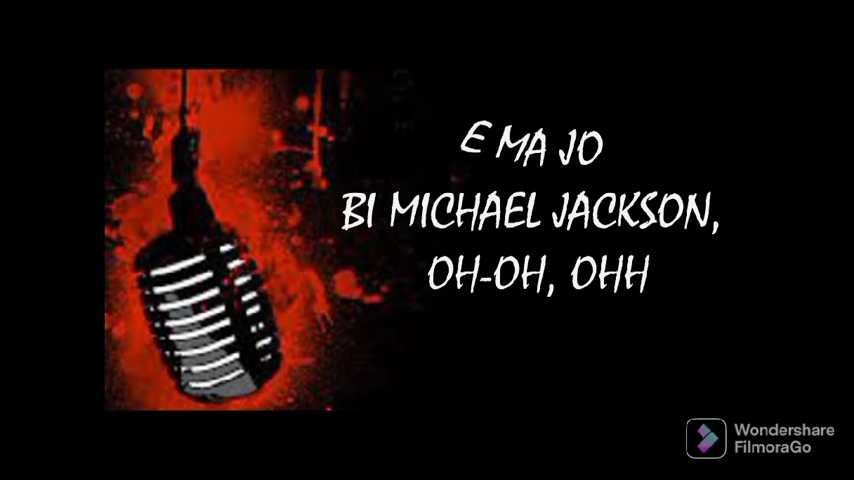 E MA JO
BI MICHAEL JACKSON,
OH-OH, OHH
Wondershare
FilmoraGo